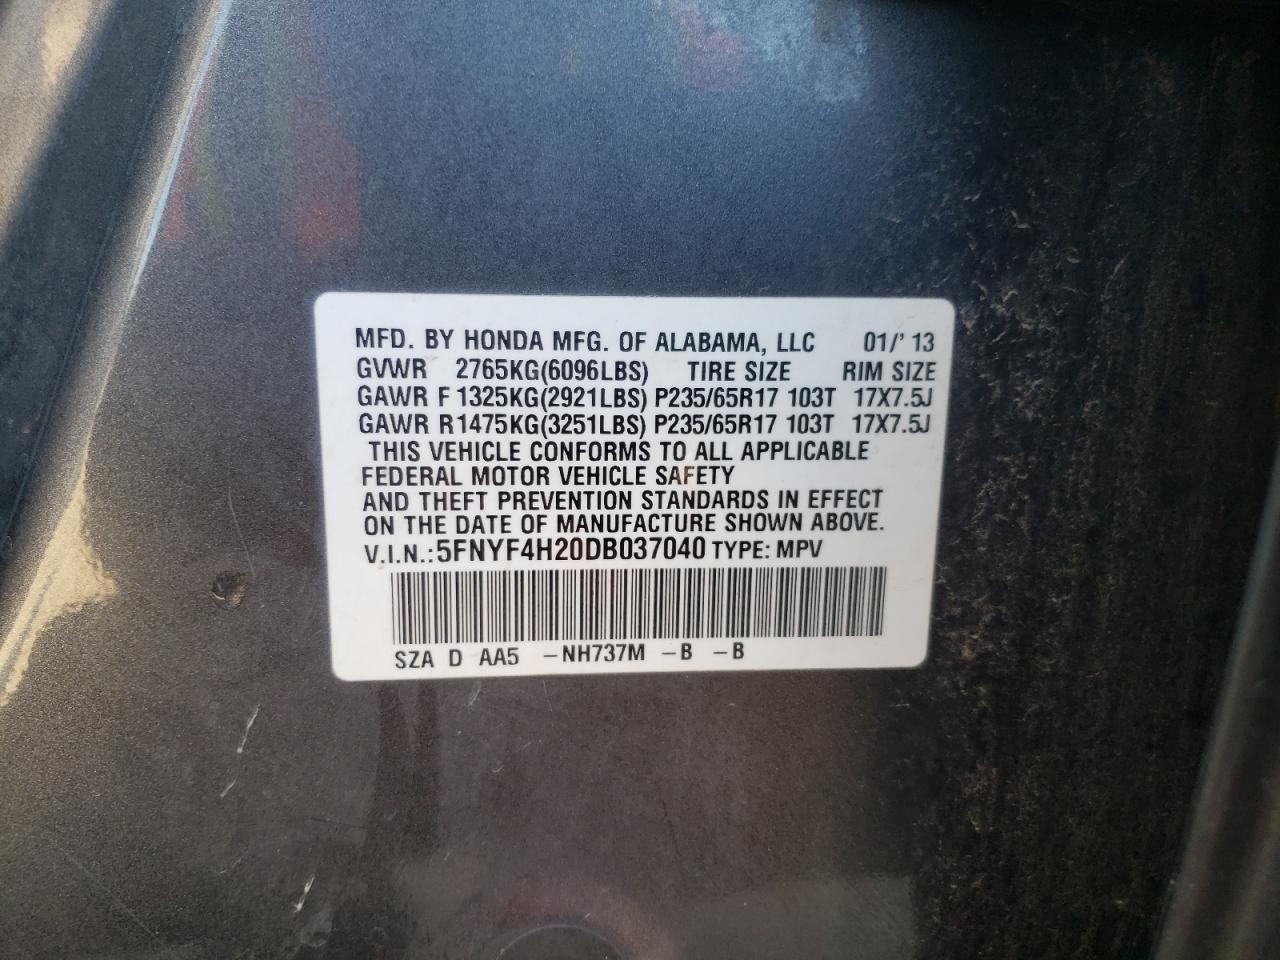 MFD. BY HONDA MFG. OF ALABAMA, LLC 01/'13
GVWR 2765KG(6096LBS) TIRE SIZE RIM SIZE
GAWR F 1325KG(2921LBS) P235/65R17 103T 17X7.5J
GAWR R1475KG(3251LBS) P235/65R17 103T 17X7.5J
THIS VEHICLE CONFORMS TO ALL APPLICABLE
FEDERAL MOTOR VEHICLE SAFETY
AND THEFT PREVENTION STANDARDS IN EFFECT
ON THE DATE OF MANUFACTURE SHOWN ABOVE.
V.I.N.:5FNYF4H20DB037040 TYPE: MPV
SZA D AA5 -NH737M -B -B